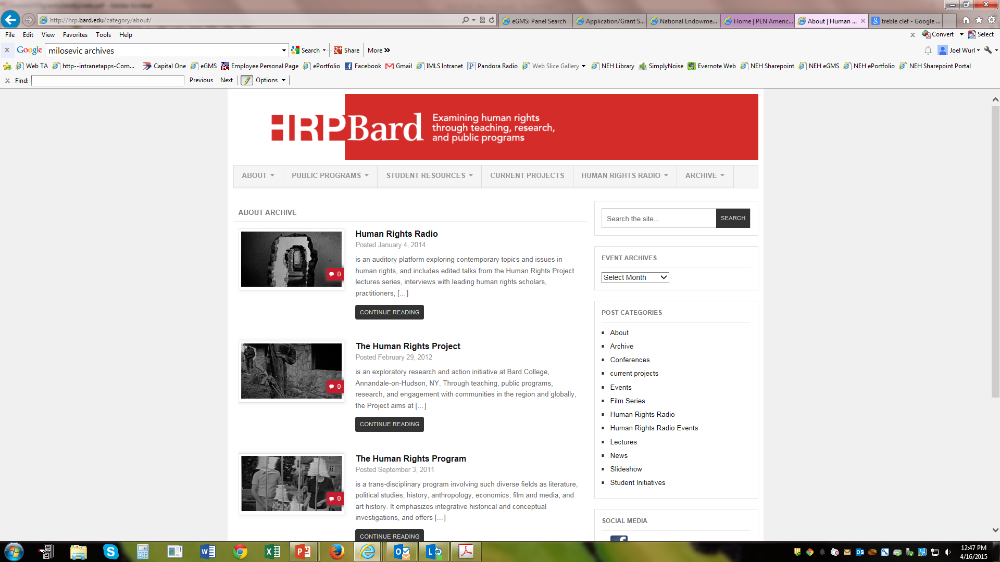 http://hrp.bard.edu/category/about/
eGMS: Panel Search
Application/Grant S...
National Endowme...
Home | PEN Americ...
About | Human ...
treble clef - Google ...
File Edit View Favorites Tools Help
Convert Select
Google milosevic archives Search Share More »
Joel Wurl
Web TA http--intranetapps-Com... Capital One eGMS Employee Personal Page ePortfolio Facebook Gmail IMLS Intranet Pandora Radio Web Slice Gallery NEH Library SimplyNoise Evernote Web NEH Sharepoint NEH eGMS NEH ePortfolio NEH Sharepoint Portal
Find: Previous Next Options
HRPBard
Examining human rights
through teaching, research,
and public programs
ABOUT PUBLIC PROGRAMS STUDENT RESOURCES CURRENT PROJECTS HUMAN RIGHTS RADIO ARCHIVE
ABOUT ARCHIVE
Human Rights Radio
Posted January 4, 2014
is an auditory platform exploring contemporary topics and issues in
human rights, and includes edited talks from the Human Rights Project
lectures series, interviews with leading human rights scholars,
practitioners, [...]
0
CONTINUE READING
The Human Rights Project
Posted February 29, 2012
is an exploratory research and action initiative at Bard College,
Annandale-on-Hudson, NY. Through teaching, public programs,
research, and engagement with communities in the region and globally,
the Project aims at [...]
0
CONTINUE READING
The Human Rights Program
Posted September 3, 2011
is a trans-disciplinary program involving such diverse fields as literature,
political studies, history, anthropology, economics, film and media, and
art history. It emphasizes integrative historical and conceptual
investigations, and offers [...]
0
CONTINUE READING
Search the site... SEARCH
EVENT ARCHIVES
Select Month
POST CATEGORIES
About
Archive
Conferences
current projects
Events
Film Series
Human Rights Radio
Human Rights Radio Events
Lectures
News
Slideshow
Student Initiatives
SOCIAL MEDIA
12:47 PM
4/16/2015